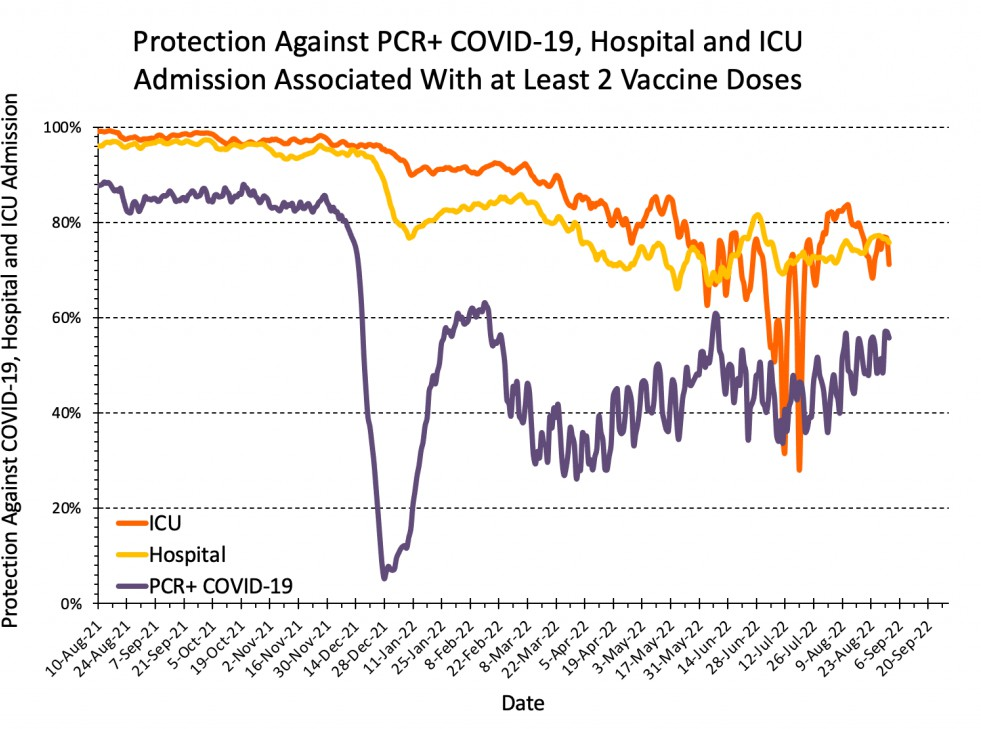 Protection Against PCR+ COVID-19, Hospital and ICU
Admission Associated With at Least 2 Vaccine Doses
Protection Against COVID-19, Hospital and ICU Admission
100%
80%
60%
40%
20%
0%
ICU
Hospital
PCR+ COVID-19
10-Aug-21
24-Aug-21
7-Sep-21
21-Sep-21
5-Oct-21
19-Oct-21
2-Nov-21
16-Nov-21
30-Nov-21
14-Dec-21
28-Dec-21
11-Jan-22
25-Jan-22
8-Feb-22
22-Feb-22
8-Mar-22
22-Mar-22
5-Apr-22
19-Apr-22
3-May-22
17-May-22
31-May-22
14-Jun-22
28-Jun-22
12-Jul-22
26-Jul-22
9-Aug-22
23-Aug-22
6-Sep-22
20-Sep-22
Date